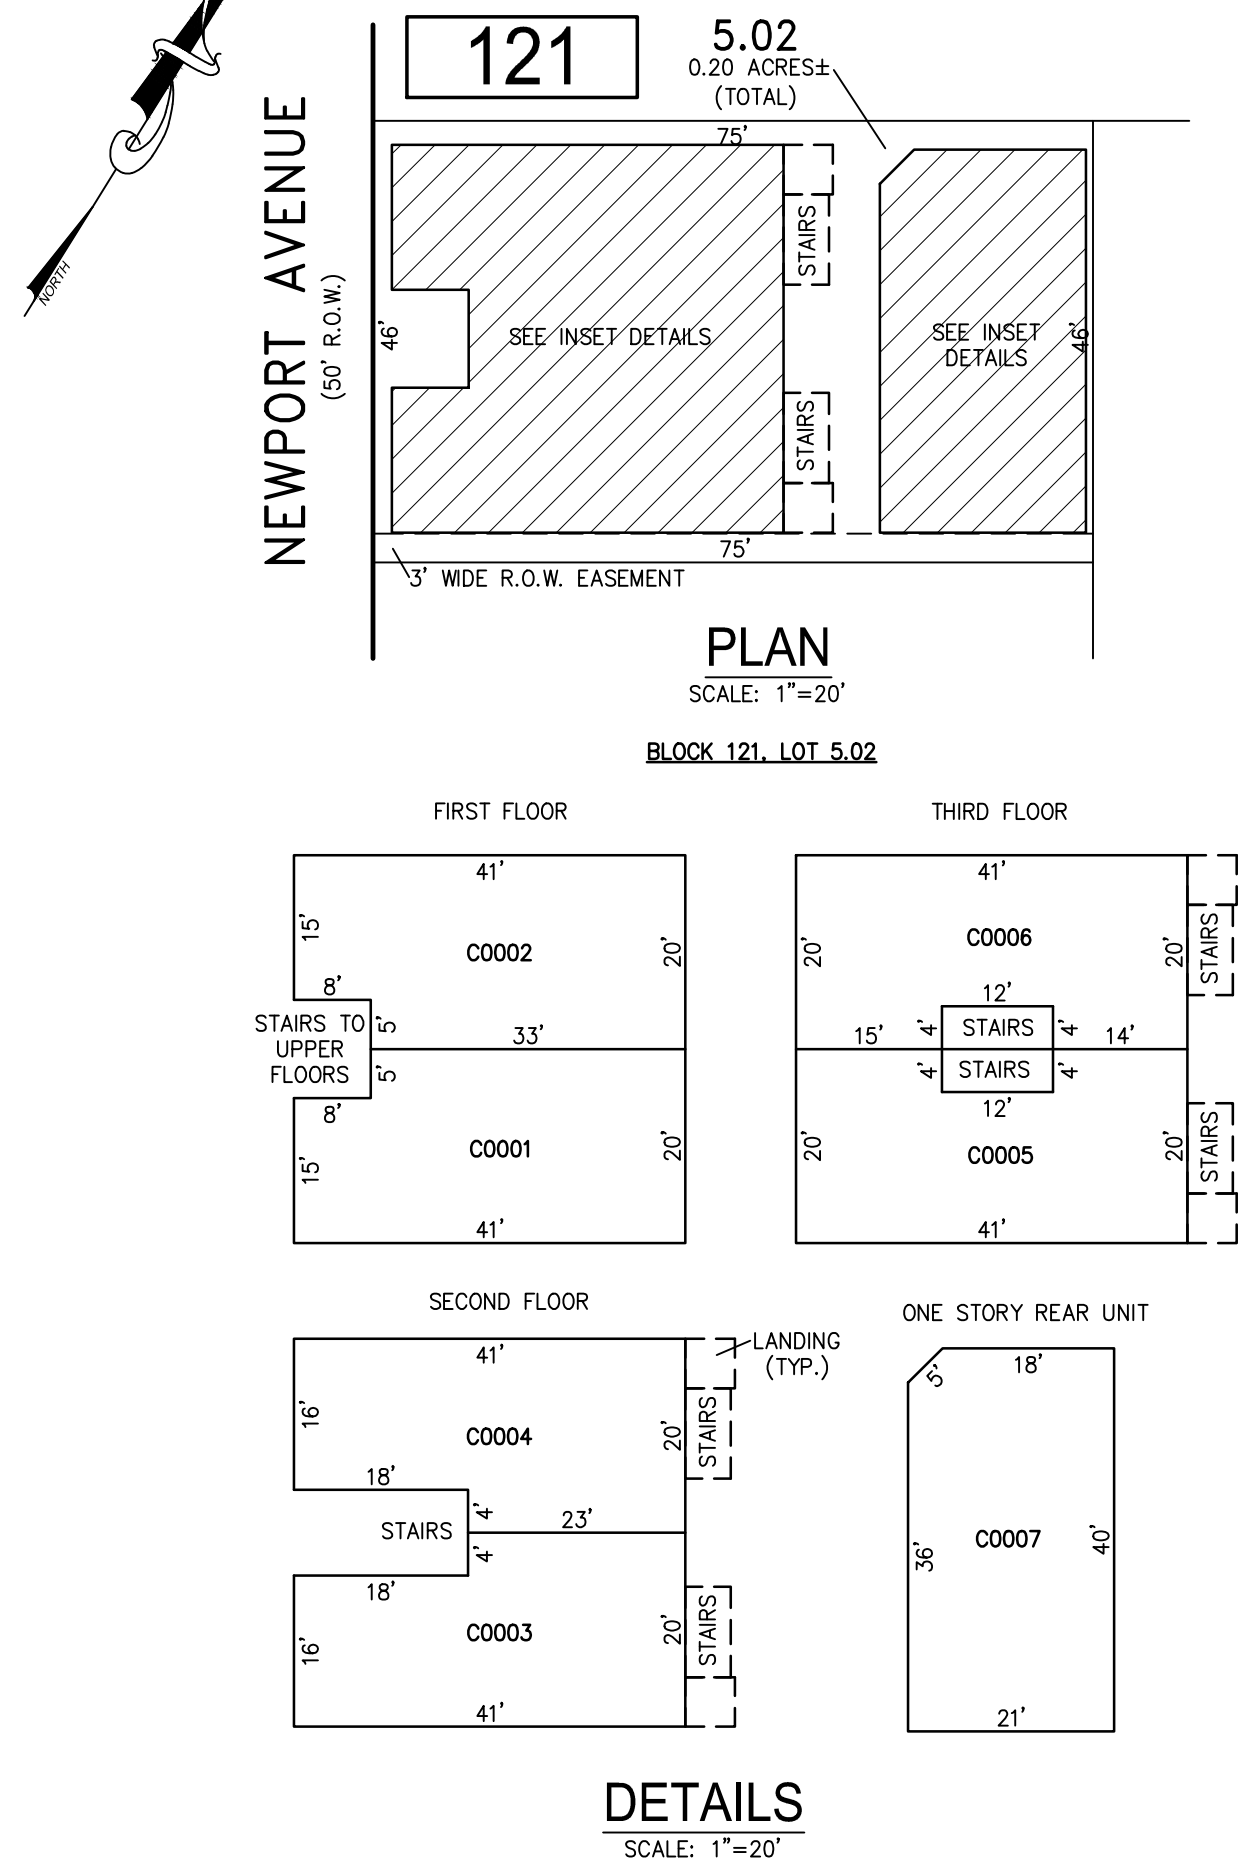 121
5.02
0.20 ACRES±
(TOTAL)
NORTH
NEWPORT AVENUE
(50' R.O.W.)
75'
STAIRS
46'
SEE INSET DETAILS
SEE INSET
DETAILS
46'
STAIRS
75'
3' WIDE R.O.W. EASEMENT
PLAN
SCALE: 1"=20'
BLOCK 121, LOT 5.02
FIRST FLOOR
41'
15'
C0002
20'
8'
STAIRS TO
UPPER
FLOORS
5'
33'
5'
8'
15'
C0001
20'
41'
THIRD FLOOR
41'
20'
C0006
20'
STAIRS
12'
15'
4'
STAIRS
4'
14'
4'
STAIRS
4'
12'
20'
C0005
20'
STAIRS
41'
SECOND FLOOR
41'
LANDING
(TYP.)
16'
C0004
20'
STAIRS
18'
STAIRS
4'
23'
4'
18'
16'
C0003
20'
STAIRS
41'
ONE STORY REAR UNIT
5'
18'
36'
C0007
40'
21'
DETAILS
SCALE: 1"=20'